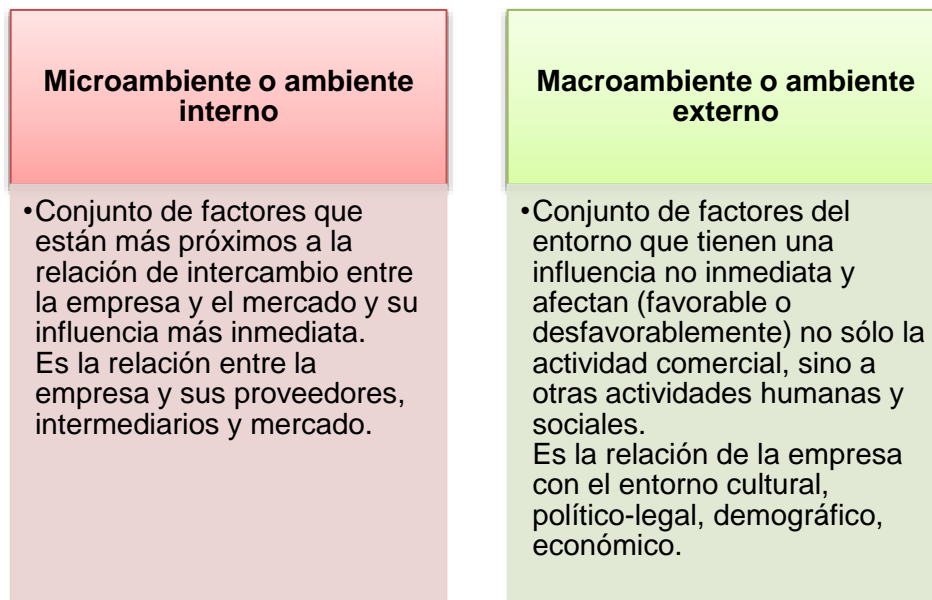 Microambiente o ambiente
interno
•Conjunto de factores que
están más próximos a la
relación de intercambio entre
la empresa y el mercado y su
influencia más inmediata.
Es la relación entre la
empresa y sus proveedores,
intermediarios y mercado.
Macroambiente o ambiente
externo
•Conjunto de factores del
entorno que tienen una
influencia no inmediata y
afectan (favorable o
desfavorablemente) no sólo la
actividad comercial, sino a
otras actividades humanas y
sociales.
Es la relación de la empresa
con el entorno cultural,
político-legal, demográfico,
económico.